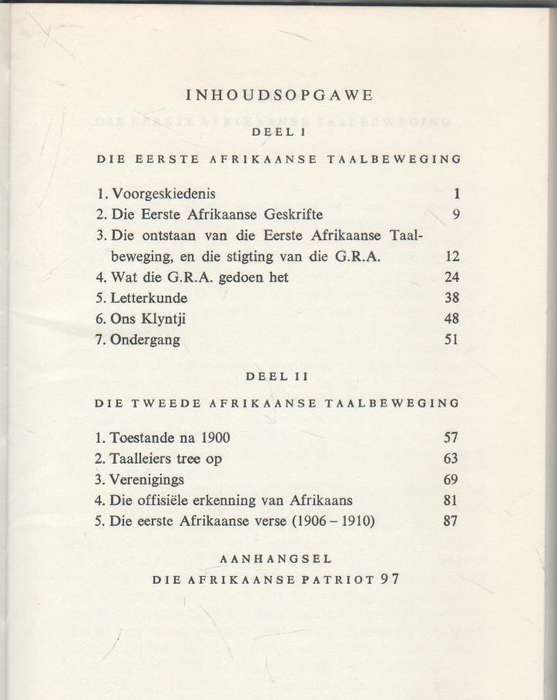 INHOUDSOPGAWE
DEEL I
DIE EERSTE AFRIKAANSE TAALBEWEGING
1. Voorgeskiedenis 1
2. Die Eerste Afrikaanse Geskrifte 9
3. Die ontstaan van die Eerste Afrikaanse Taal-
beweging, en die stigting van die G.R.A. 12
4. Wat die G.R.A. gedoen het 24
5. Letterkunde 38
6. Ons Klyntji 48
7. Ondergang 51
DEEL II
DIE TWEEDE AFRIKAANSE TAALBEWEGING
1. Toestande na 1900 57
2. Taalleiers tree op 63
3. Verenigings 69
4. Die offisiële erkenning van Afrikaans 81
5. Die eerste Afrikaanse verse (1906 – 1910) 87
AANHANGSEL
DIE AFRIKAANSE PATRIOT 97